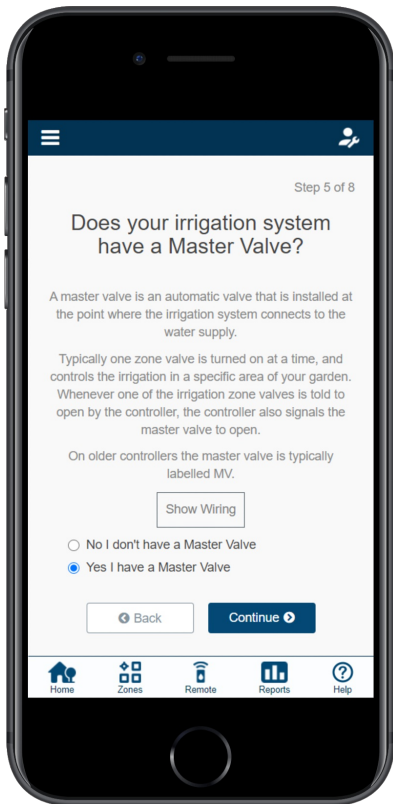 Step 5 of 8
Does your irrigation system
have a Master Valve?
A master valve is an automatic valve that is installed at
the point where the irrigation system connects to the
water supply.
Typically one zone valve is turned on at a time, and
controls the irrigation in a specific area of your garden.
Whenever one of the irrigation zone valves is told to
open by the controller, the controller also signals the
master valve to open.
On older controllers the master valve is typically
labelled MV.
Show Wiring
No I don't have a Master Valve
Yes I have a Master Valve
Back
Continue
Home
Zones
Remote
Reports
Help